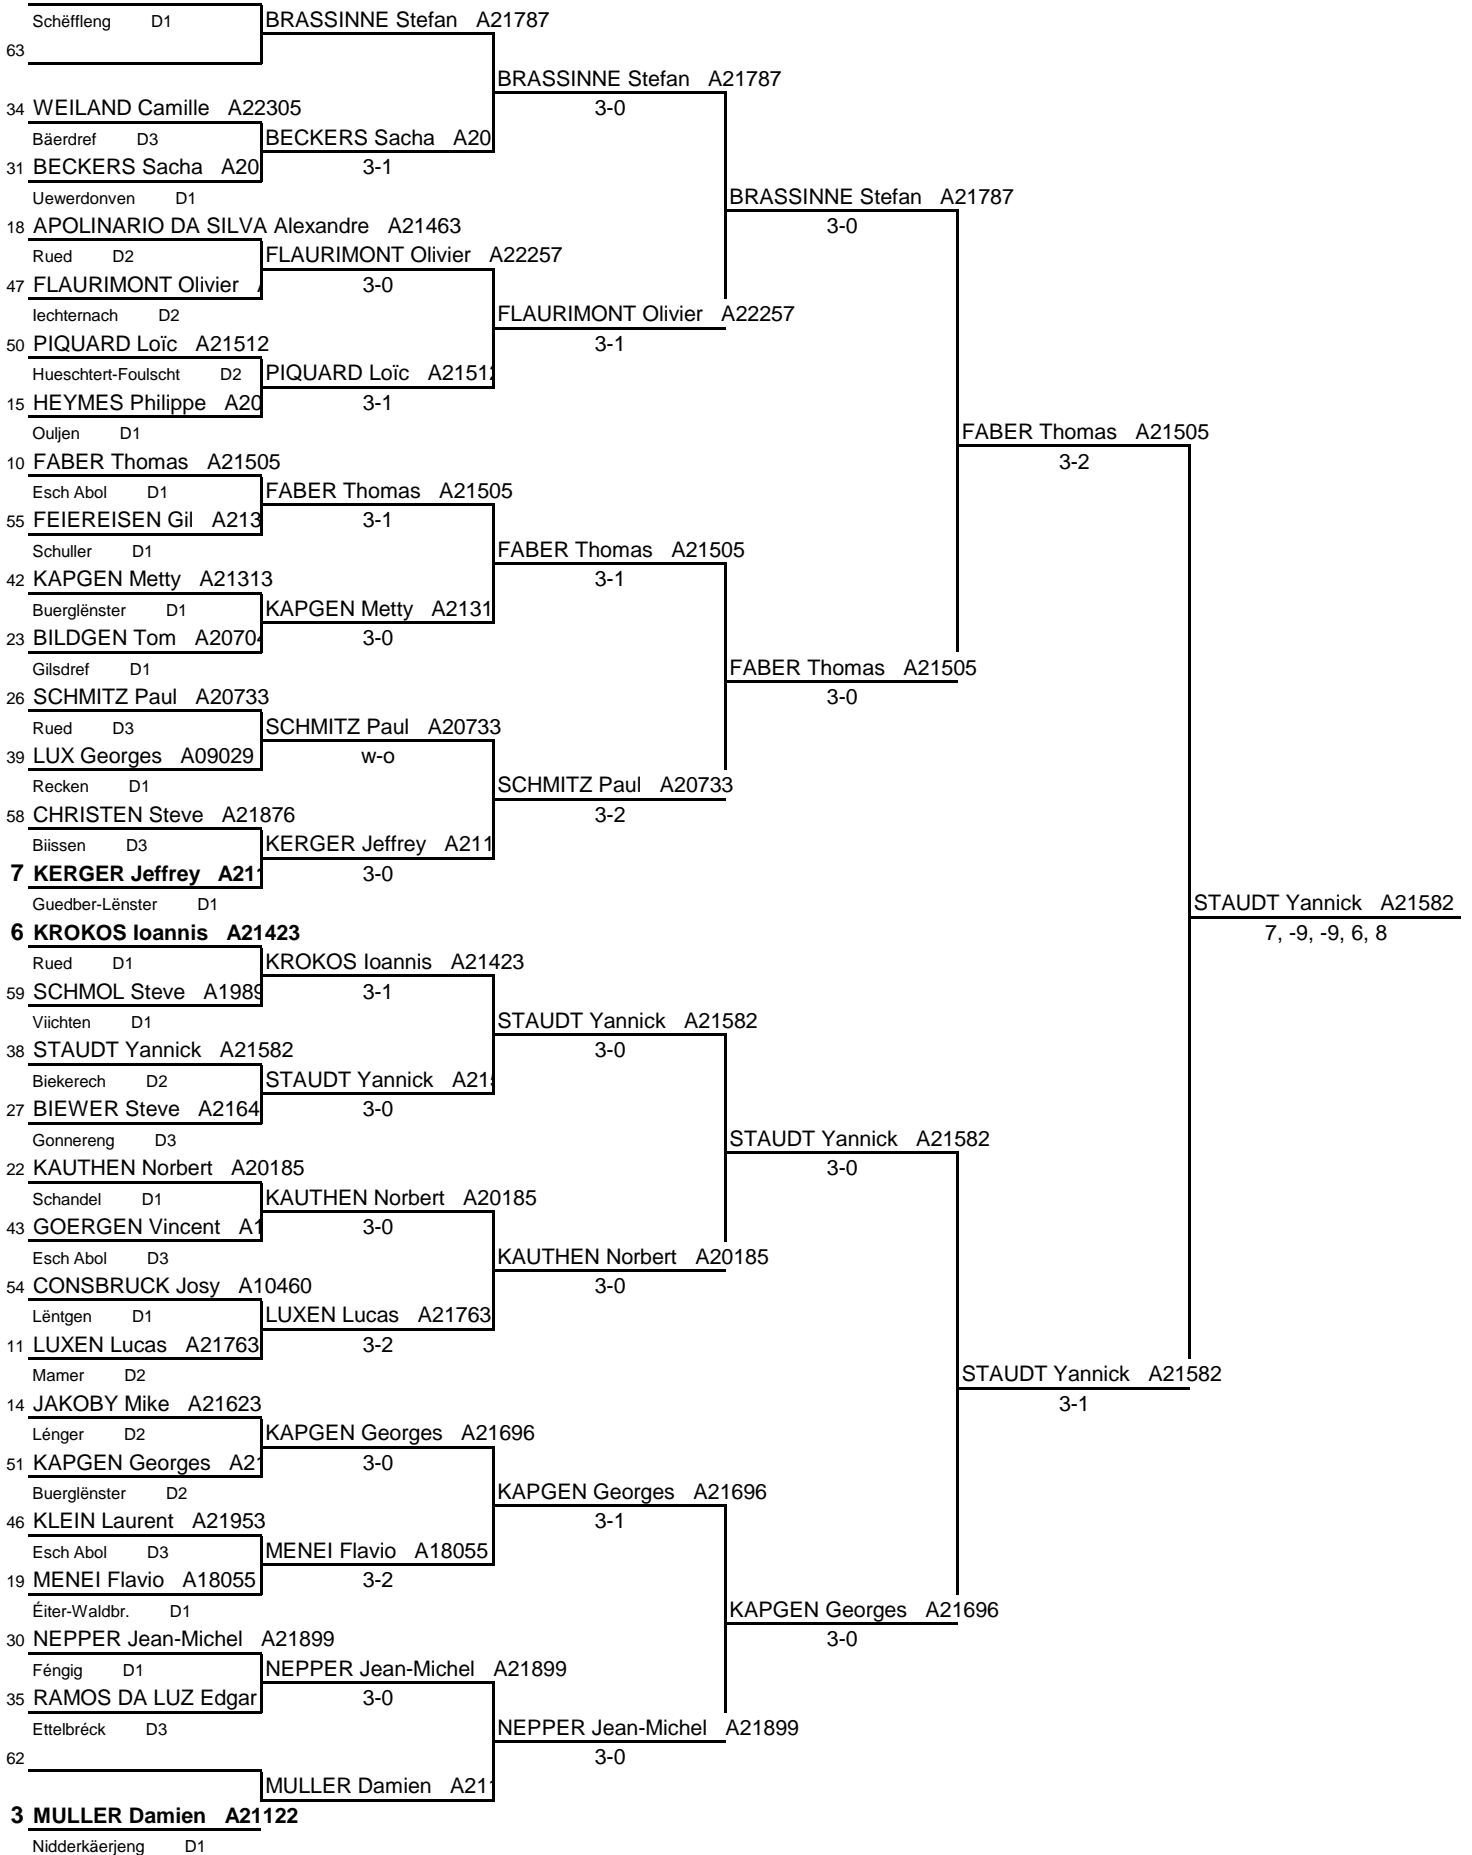 Schëffleng D1 BRASSINNE Stefan A21787
63
BRASSINNE Stefan A21787
34 WEILAND Camille A22305 3-0
Bäerdref D3 BECKERS Sacha A20
31 BECKERS Sacha A20 3-1
Uewerdonven D1 BRASSINNE Stefan A21787
18 APOLINARIO DA SILVA Alexandre A21463 3-0
Rued D2 FLAURIMONT Olivier A22257
47 FLAURIMONT Olivier 3-0
Iechternach D2 FLAURIMONT Olivier A22257
50 PIQUARD Loïc A21512 3-1
Hueschtert-Foulscht D2 PIQUARD Loïc A2151
15 HEYMES Philippe A20 3-1
Ouljen D1 FABER Thomas A21505
10 FABER Thomas A21505 3-2
Esch Abol D1 FABER Thomas A21505
55 FEIEREISEN Gil A213 3-1
Schuller D1 FABER Thomas A21505
42 KAPGEN Metty A21313 3-1
Buerglënster D1 KAPGEN Metty A2131
23 BILDGEN Tom A2070 3-0
Gilsdref D1 FABER Thomas A21505
26 SCHMITZ Paul A20733 3-0
Rued D3 SCHMITZ Paul A20733
39 LUX Georges A09029 w-o
Recken D1 SCHMITZ Paul A20733
58 CHRISTEN Steve A21876 3-2
Biissen D3 KERGER Jeffrey A211
7 KERGER Jeffrey A21 3-0
Guedber-Lënster D1 STAUDT Yannick A21582
6 KROKOS Ioannis A21423 7, -9, -9, 6, 8
Rued D1 KROKOS Ioannis A21423
59 SCHMOL Steve A198 3-1
Viichten D1 STAUDT Yannick A21582
38 STAUDT Yannick A21582 3-0
Biekerech D2 STAUDT Yannick A21
27 BIEWER Steve A2164 3-0
Gonnereng D3 STAUDT Yannick A21582
22 KAUTHEN Norbert A20185 3-0
Schandel D1 KAUTHEN Norbert A20185
43 GOERGEN Vincent A1 3-0
Esch Abol D3 KAUTHEN Norbert A20185
54 CONSBRUCK Josy A10460 3-0
Lëntgen D1 LUXEN Lucas A21763
11 LUXEN Lucas A21763 3-2
Mamer D2 STAUDT Yannick A21582
14 JAKOBY Mike A21623 3-1
Lénger D2 KAPGEN Georges A21696
51 KAPGEN Georges A2 3-0
Buerglënster D2 KAPGEN Georges A21696
46 KLEIN Laurent A21953 3-1
Esch Abol D3 MENEI Flavio A18055
19 MENEI Flavio A18055 3-2
Éiter-Waldbr. D1 KAPGEN Georges A21696
30 NEPPER Jean-Michel A21899 3-0
Féngig D1 NEPPER Jean-Michel A21899
35 RAMOS DA LUZ Edgar 3-0
Ettelbréck D3 NEPPER Jean-Michel A21899
62 3-0
MULLER Damien A21
3 MULLER Damien A21122
Nidderkäerjeng D1